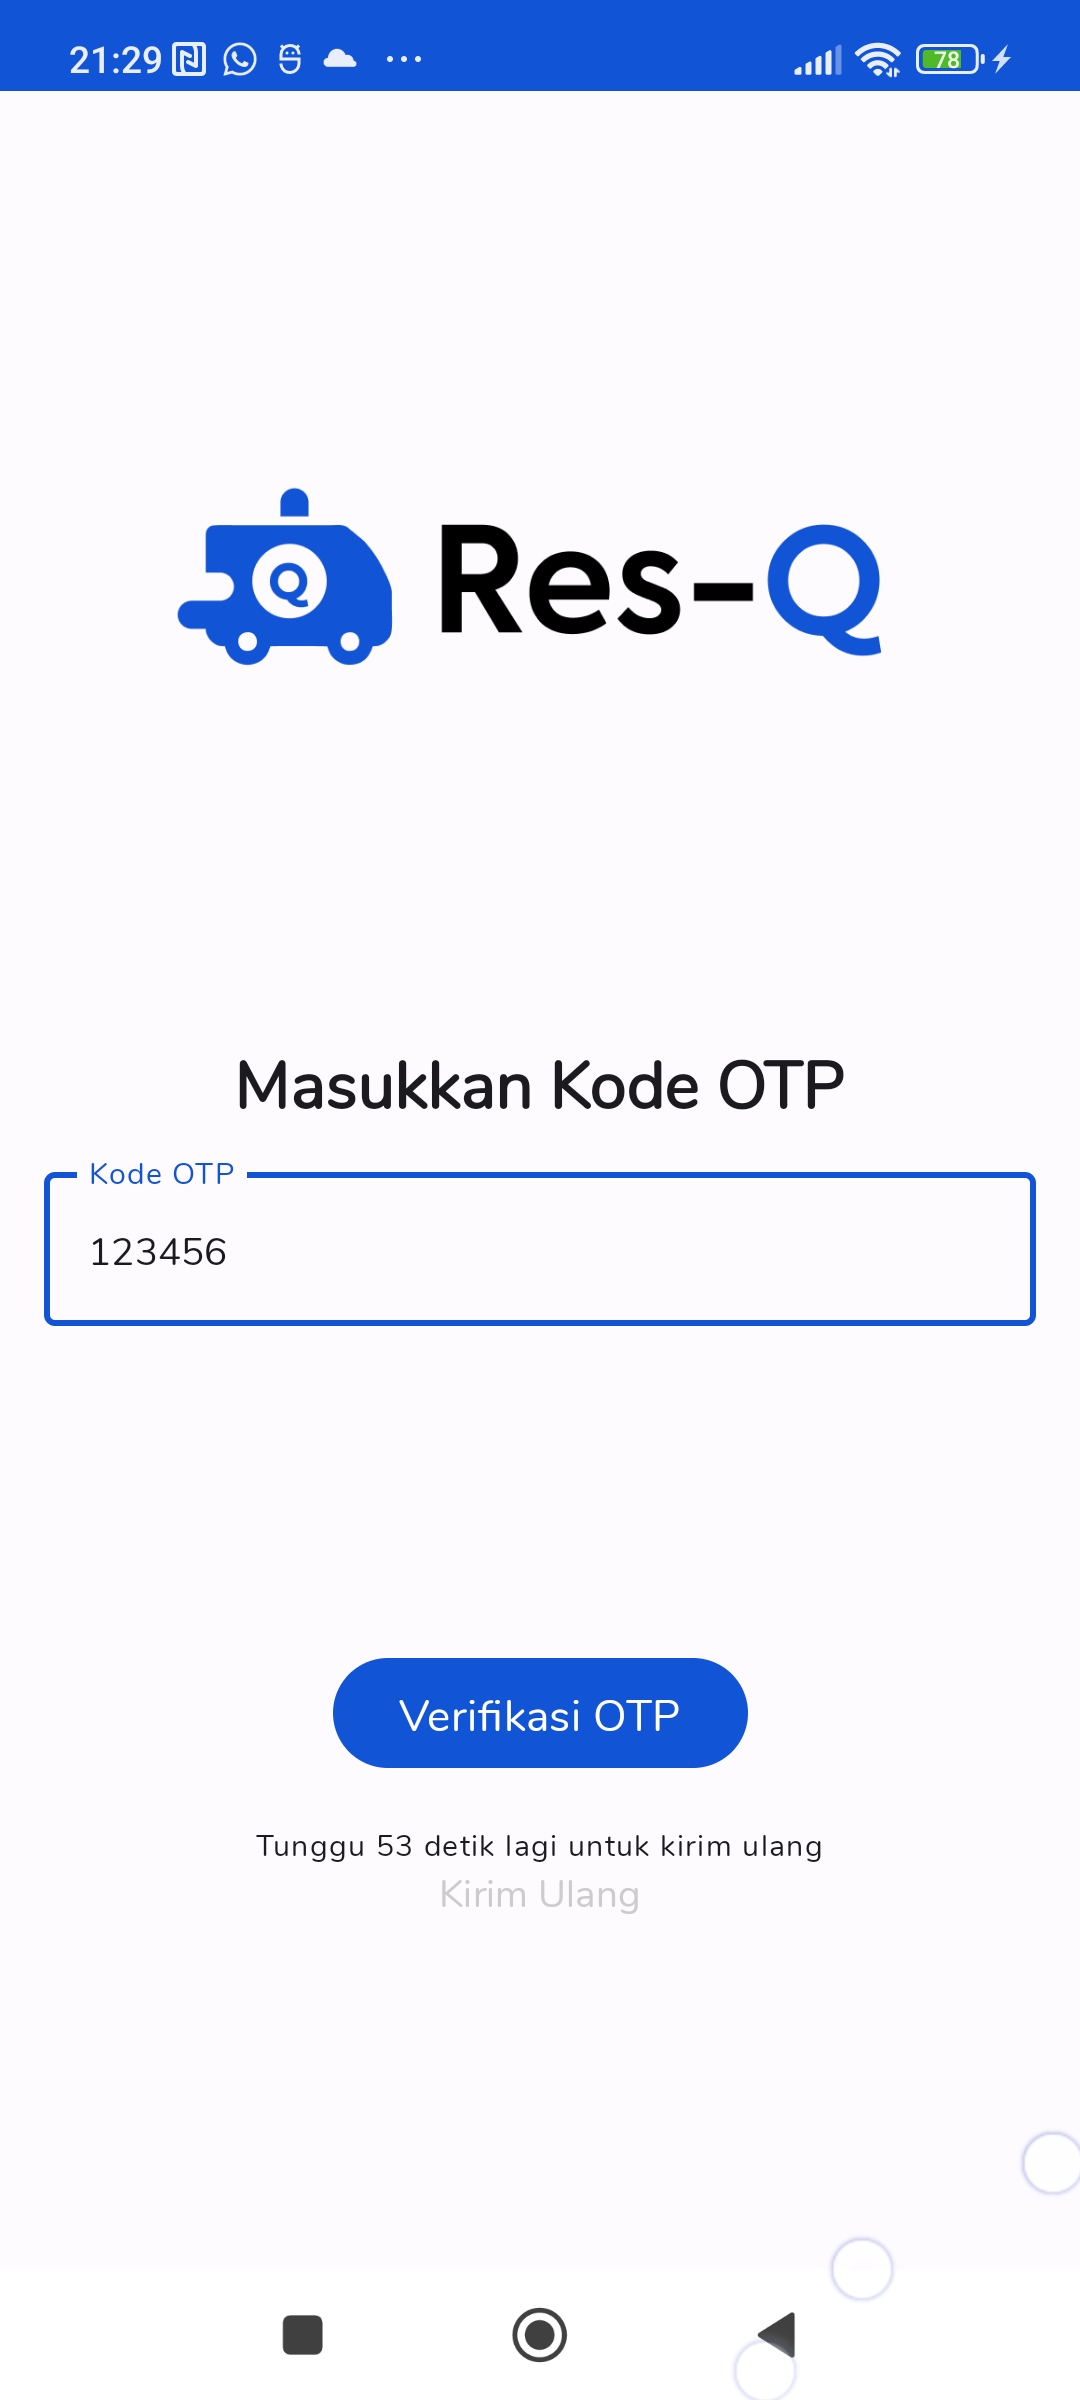 21:29
78
Q
Res-Q
Masukkan Kode OTP
Kode OTP
123456
Verifikasi OTP
Tunggu 53 detik lagi untuk kirim ulang
Kirim Ulang